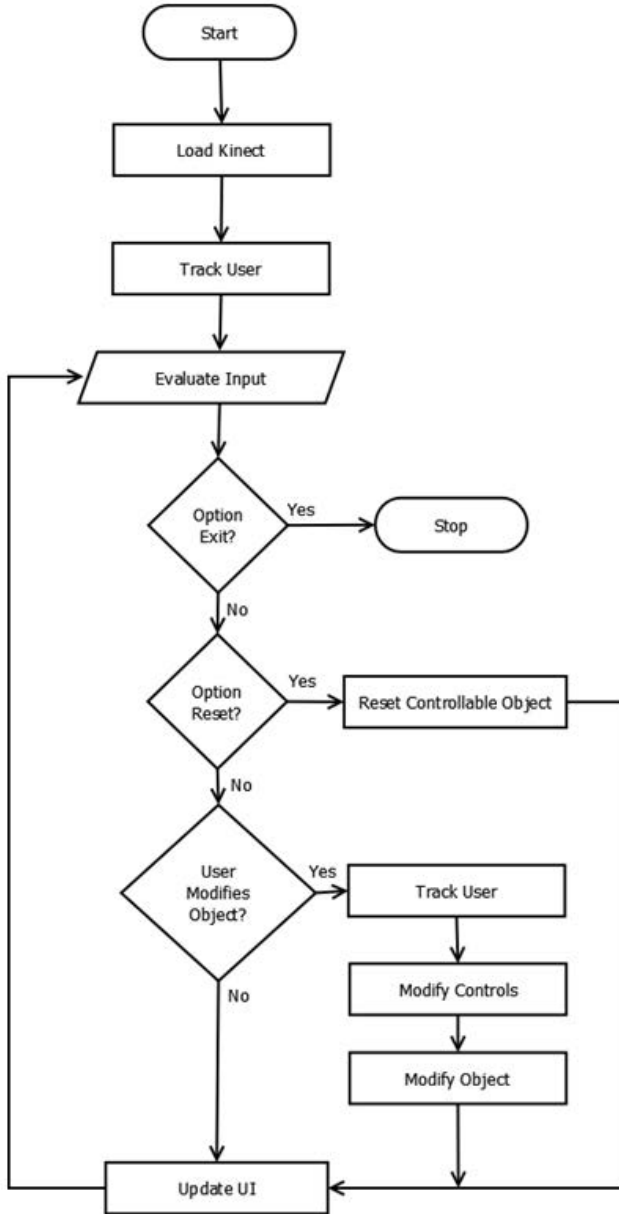 Start
Load Kinect
Track User
Evaluate Input
Option
Exit?
Yes
Stop
No
Option
Reset?
Yes
Reset Controllable Object
No
User
Modifies
Object?
Yes
Track User
Modify Controls
No
Modify Object
Update UI